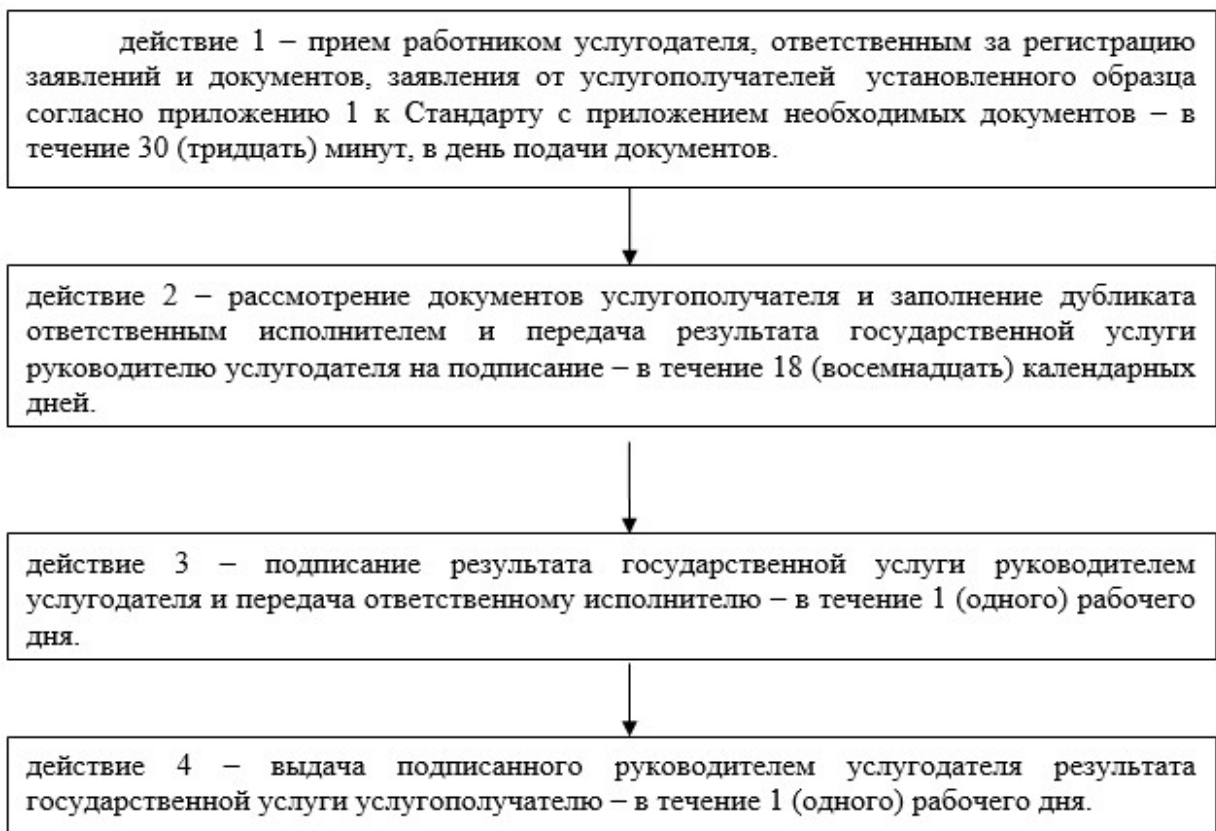 действие 1 – прием работником услугодателя, ответственным за регистрацию
заявлений и документов, заявления от услугополучателей установленного образца
согласно приложению 1 к Стандарту с приложением необходимых документов – в
течение 30 (тридцать) минут, в день подачи документов.
действие 2 – рассмотрение документов услугополучателя и заполнение дубликата
ответственным исполнителем и передача результата государственной услуги
руководителю услугодателя на подписание – в течение 18 (восемнадцать) календарных
дней.
действие 3 – подписание результата государственной услуги руководителем
услугодателя и передача ответственному исполнителю – в течение 1 (одного) рабочего
дня.
действие 4 – выдача подписанного руководителем услугодателя результата
государственной услуги услугополучателю – в течение 1 (одного) рабочего дня.